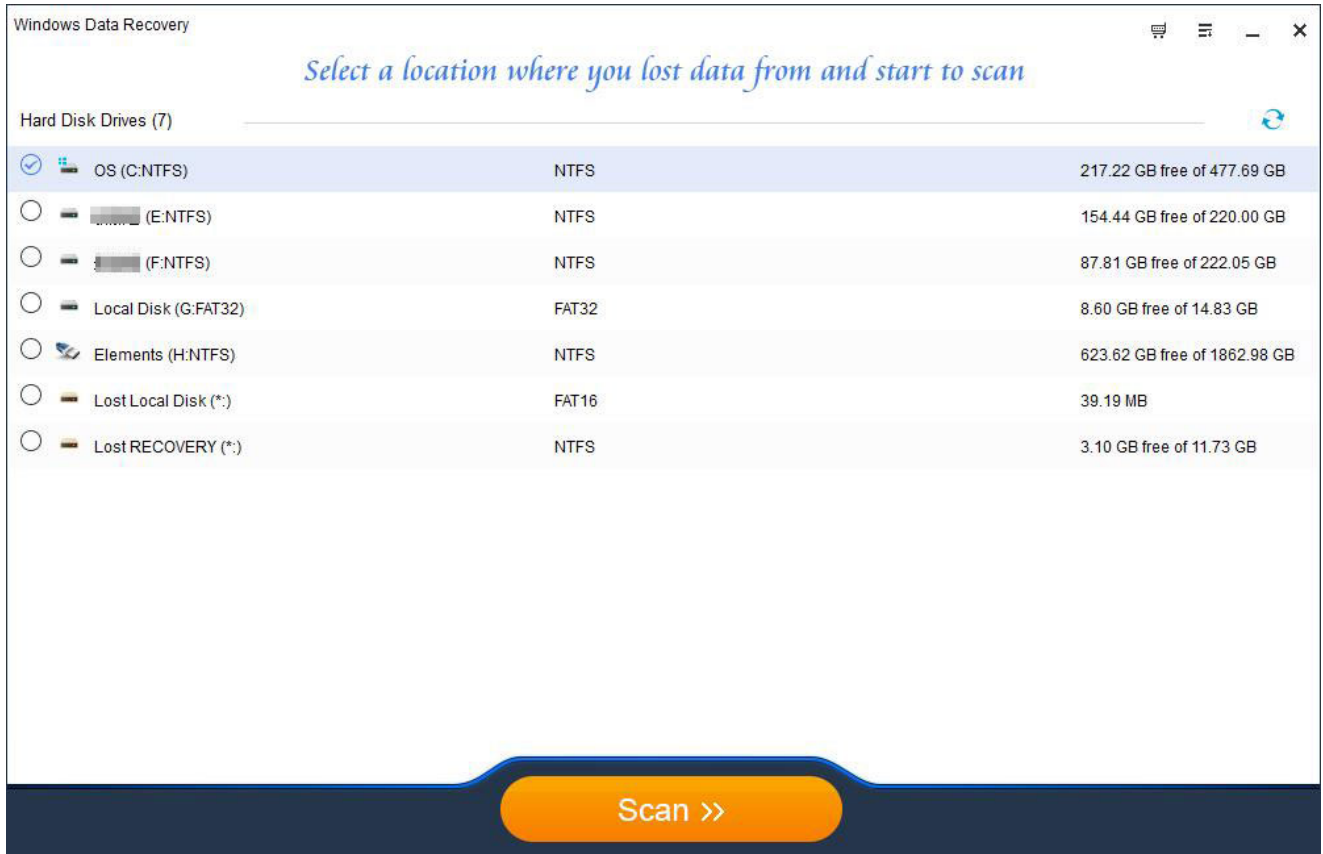 Windows Data Recovery
Select a location where you lost data from and start to scan
Hard Disk Drives (7)
OS (C:NTFS) NTFS 217.22 GB free of 477.69 GB
(E:NTFS) NTFS 154.44 GB free of 220.00 GB
(F:NTFS) NTFS 87.81 GB free of 222.05 GB
Local Disk (G:FAT32) FAT32 8.60 GB free of 14.83 GB
Elements (H:NTFS) NTFS 623.62 GB free of 1862.98 GB
Lost Local Disk (*:) FAT16 39.19 MB
Lost RECOVERY (*:) NTFS 3.10 GB free of 11.73 GB
Scan >>